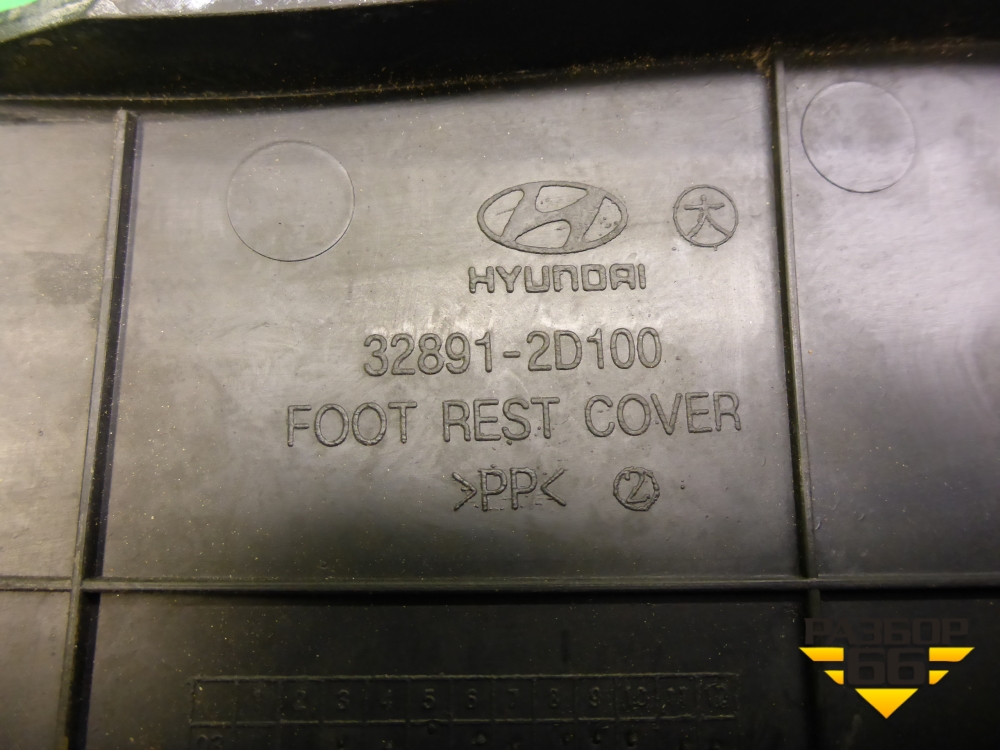 大
HYUNDAI
32891-2D100
FOOT REST COVER
>PP< 2
1 2 3 4 5 6 7 8 9 10 11 12
РАЗБОР
66